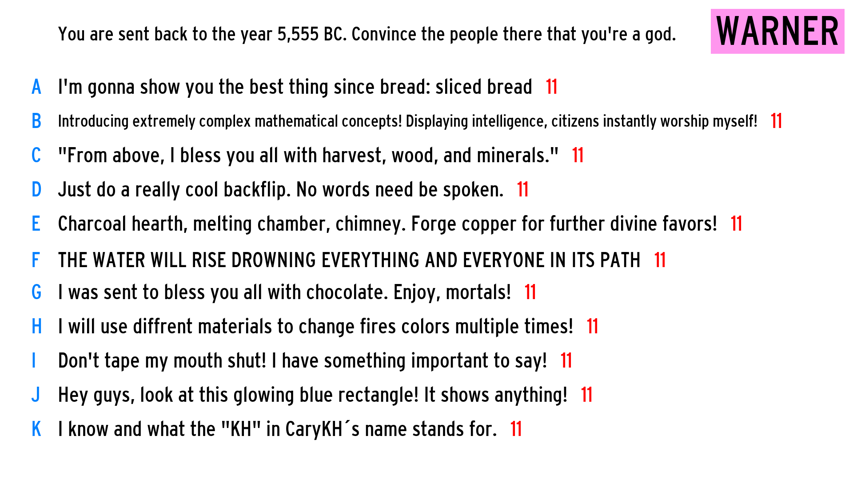 You are sent back to the year 5,555 BC. Convince the people there that you're a god.
WARNER
A I'm gonna show you the best thing since bread: sliced bread 11
B Introducing extremely complex mathematical concepts! Displaying intelligence, citizens instantly worship myself! 11
C "From above, I bless you all with harvest, wood, and minerals." 11
D Just do a really cool backflip. No words need be spoken. 11
E Charcoal hearth, melting chamber, chimney. Forge copper for further divine favors! 11
F THE WATER WILL RISE DROWNING EVERYTHING AND EVERYONE IN ITS PATH 11
G I was sent to bless you all with chocolate. Enjoy, mortals! 11
H I will use diffrent materials to change fires colors multiple times! 11
I Don't tape my mouth shut! I have something important to say! 11
J Hey guys, look at this glowing blue rectangle! It shows anything! 11
K I know and what the "KH" in CaryKH´s name stands for. 11